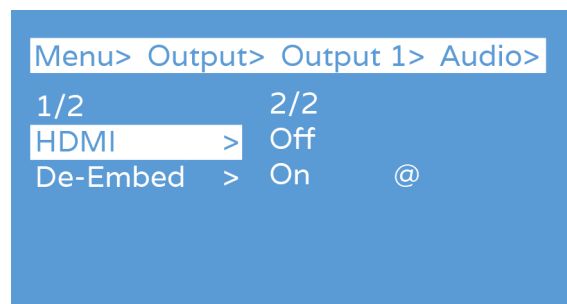 Menu> Output> Output 1> Audio>
1/2 2/2
HDMI > Off
De-Embed > On @